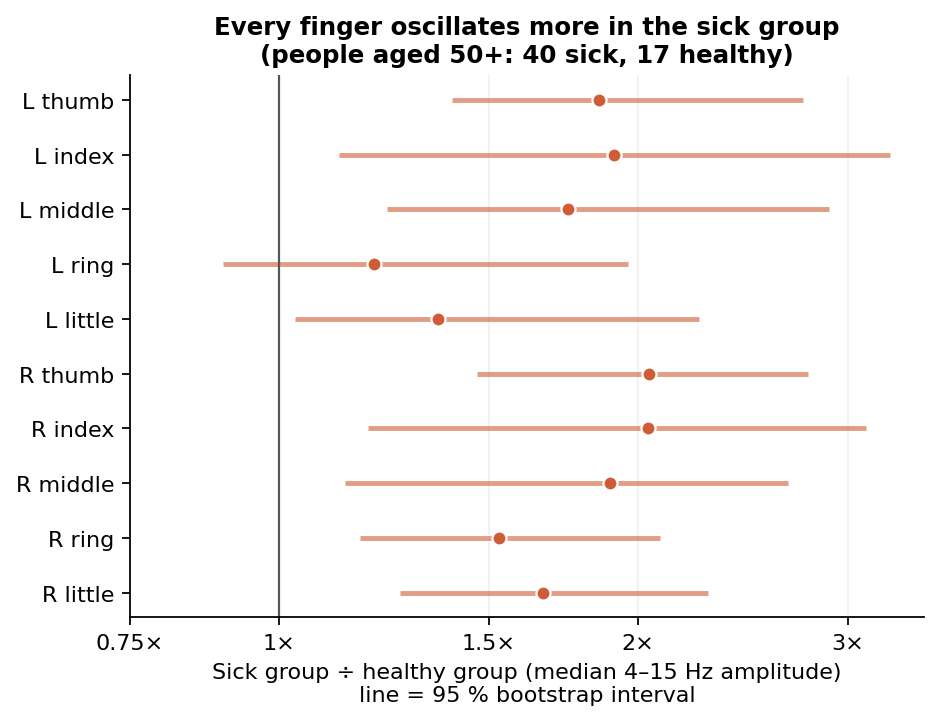 Every finger oscillates more in the sick group
(people aged 50+: 40 sick, 17 healthy)
L thumb
L index
L middle
L ring
L little
R thumb
R index
R middle
R ring
R little
0.75× 1× 1.5× 2× 3×
Sick group ÷ healthy group (median 4–15 Hz amplitude)
line = 95 % bootstrap interval